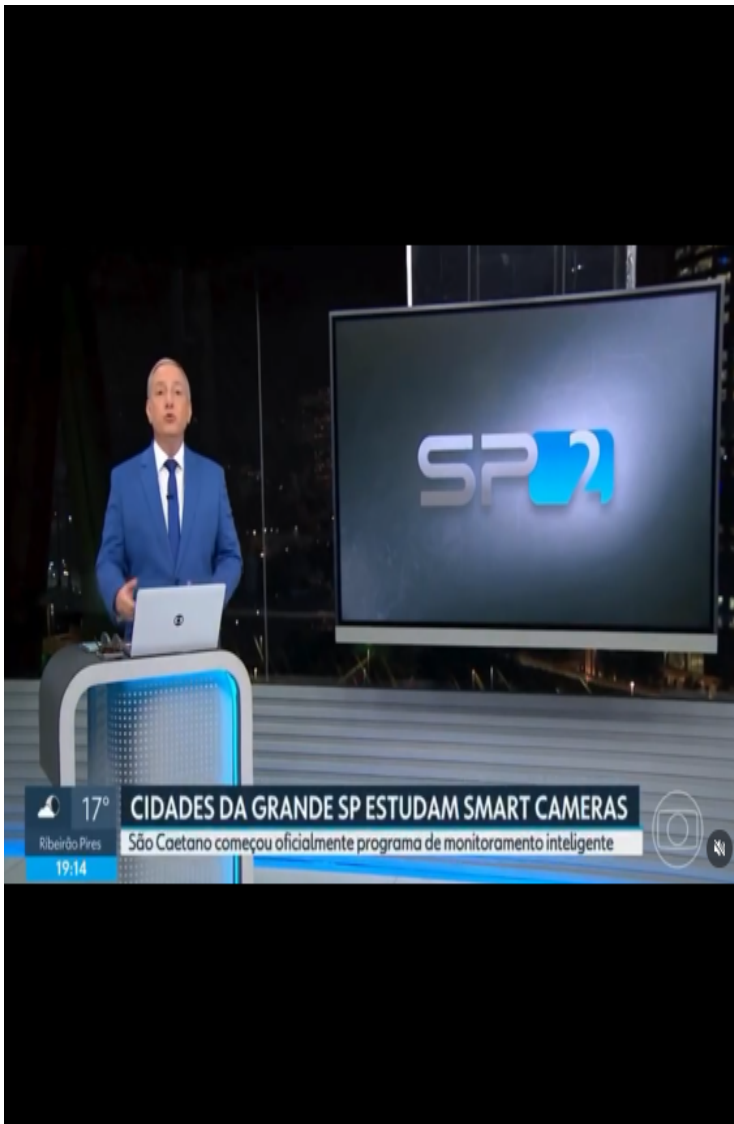 SP2
17°
CIDADES DA GRANDE SP ESTUDAM SMART CAMERAS
Ribeirão Pires
São Caetano começou oficialmente programa de monitoramento inteligente
19:14